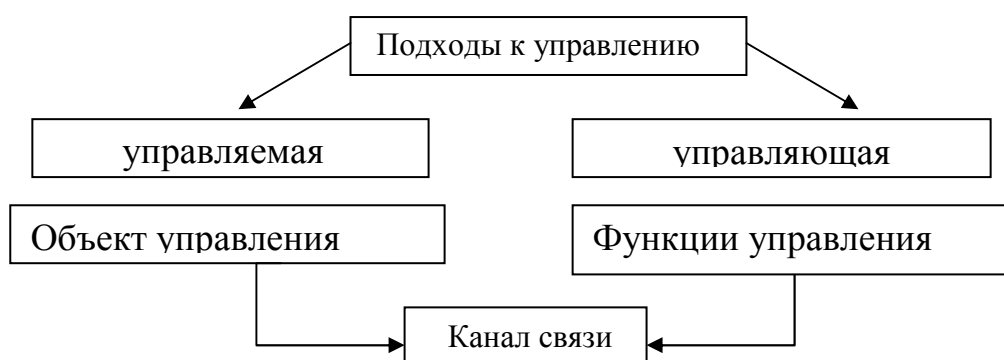 Подходы к управлению
управляемая
управляющая
Объект управления
Функции управления
Канал связи